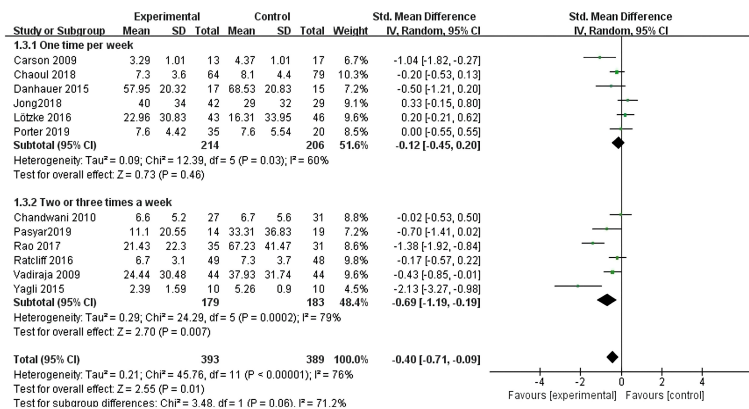 Experimental Control Std. Mean Difference Std. Mean Difference
Study or Subgroup Mean SD Total Mean SD Total Weight IV, Random, 95% CI IV, Random, 95% CI
1.3.1 One time per week
Carson 2009 3.29 1.01 13 4.37 1.01 17 6.7% -1.04 [-1.82, -0.27]
Chaoul 2018 7.3 3.6 64 8.1 4.4 79 10.3% -0.20 [-0.53, 0.13]
Danhauer 2015 57.95 20.32 17 68.53 20.83 15 7.4% -0.50 [-1.21, 0.20]
Jong2018 40 34 42 29 32 29 9.3% 0.33 [-0.15, 0.80]
Lötzke 2016 22.96 30.83 43 16.31 33.95 46 9.6% 0.20 [-0.21, 0.62]
Porter 2019 7.6 4.42 35 7.6 5.54 20 8.6% 0.00 [-0.55, 0.55]
Subtotal (95% CI) 214 206 51.6% -0.12 [-0.45, 0.20]
Heterogeneity: Tau² = 0.09; Chi² = 12.39, df = 5 (P = 0.03); I² = 60%
Test for overall effect: Z = 0.73 (P = 0.46)
1.3.2 Two or three times a week
Chandwani 2010 6.6 5.2 27 6.7 5.6 31 8.8% -0.02 [-0.53, 0.50]
Pasyar2019 11.1 20.55 14 33.31 36.83 19 7.3% -0.70 [-1.41, 0.02]
Rao 2017 21.43 22.3 35 67.23 41.47 31 8.6% -1.38 [-1.92, -0.84]
Ratcliff 2016 6.7 3.1 49 7.3 3.7 48 9.7% -0.17 [-0.57, 0.22]
Vadiraja 2009 24.44 30.48 44 37.93 31.74 44 9.5% -0.43 [-0.85, -0.01]
Yagli 2015 2.39 1.59 10 5.26 0.9 10 4.4% -2.13 [-3.27, -0.98]
Subtotal (95% CI) 179 183 48.4% -0.69 [-1.19, -0.19]
Heterogeneity: Tau² = 0.29; Chi² = 24.29, df = 5 (P = 0.0002); I² = 79%
Test for overall effect: Z = 2.70 (P = 0.007)
Total (95% CI) 393 389 100.0% -0.40 [-0.71, -0.09]
Heterogeneity: Tau² = 0.21; Chi² = 45.76, df = 11 (P < 0.00001); I² = 76%
Test for overall effect: Z = 2.55 (P = 0.01)
Test for subgroup differences: Chi² = 3.48, df = 1 (P = 0.06), I² = 71.2%
-4 -2 0 2 4
Favours [experimental] Favours [control]